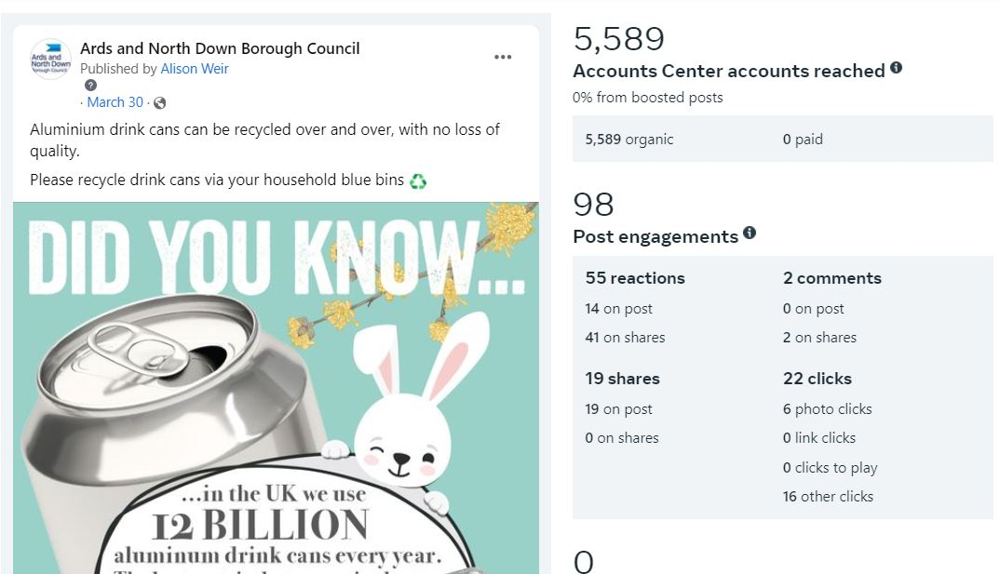 Ards and North Down Borough Council
Ards and
North Down
Borough Council
Published by Alison Weir
?
· March 30 ·
Aluminium drink cans can be recycled over and over, with no loss of
quality.
Please recycle drink cans via your household blue bins
DID YOU KNOW...
...in the UK we use
12 BILLION
aluminum drink cans every year.
5,589
Accounts Center accounts reached
0% from boosted posts
5,589 organic
0 paid
98
Post engagements
55 reactions
2 comments
14 on post
0 on post
41 on shares
2 on shares
19 shares
22 clicks
19 on post
6 photo clicks
0 on shares
0 link clicks
0 clicks to play
16 other clicks
0